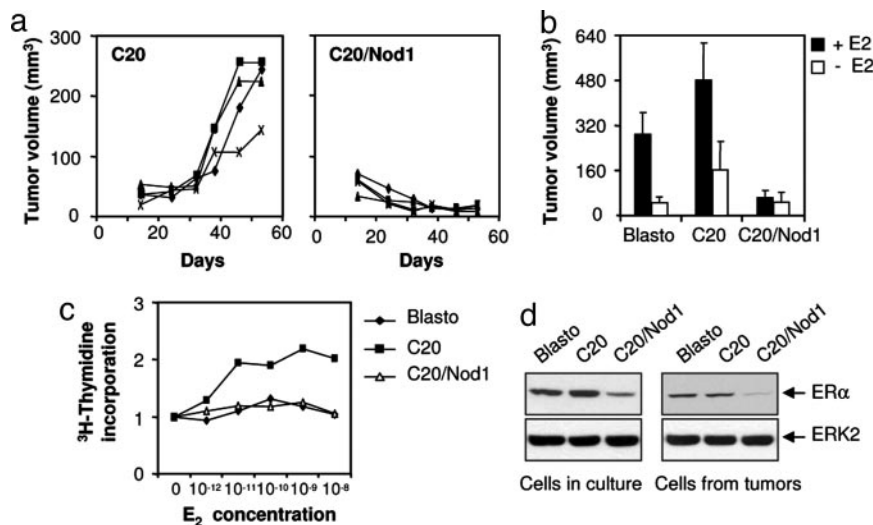 a
C20
C20/Nod1
Tumor volume (mm³)
300
200
100
0
0 20 40 60
0 20 40 60
Days
Days
b
Tumor volume (mm³)
640
480
320
160
0
Blasto C20 C20/Nod1
+ E2
- E2
c
³H-Thymidine
incorporation
3
2
1
0
0 10⁻¹² 10⁻¹¹ 10⁻¹⁰ 10⁻⁹ 10⁻⁸
E₂ concentration
Blasto
C20
C20/Nod1
d
Blasto C20 C20/Nod1
Blasto C20 C20/Nod1
ERα
ERK2
Cells in culture
Cells from tumors